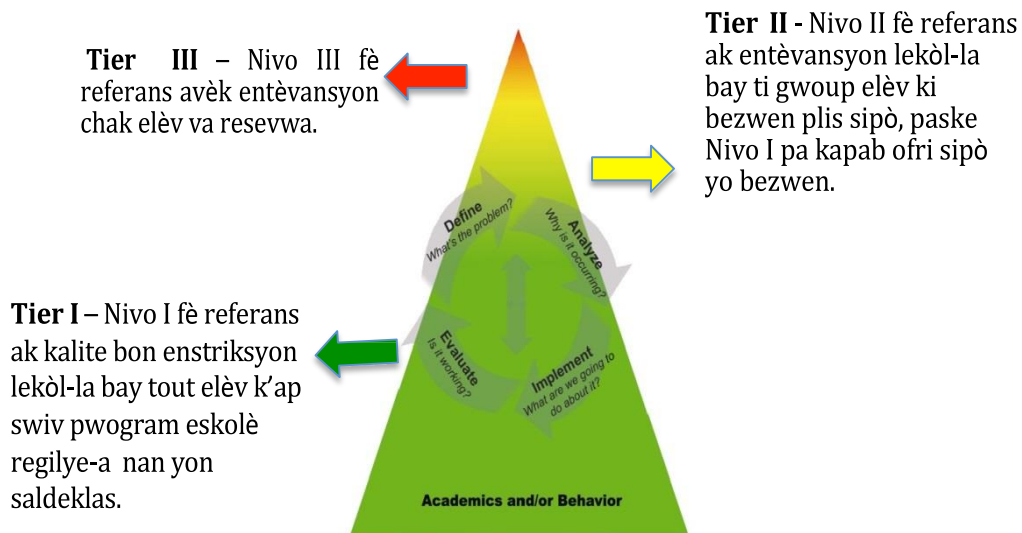 Tier III – Nivo III fè
referans avèk entèvansyon
chak elèv va resevwa.
Tier II - Nivo II fè referans
ak entèvansyon lekòl-la
bay ti gwoup elèv ki
bezwen plis sipò, paske
Nivo I pa kapab ofri sipò
yo bezwen.
Define
What's the problem?
Analyze
Why is it occurring?
Tier I – Nivo I fè referans
ak kalite bon enstriksyon
lekòl-la bay tout elèv k'ap
swiv pwogram eskolè
regilye-a nan yon
saldeklas.
Evaluate
Is it working?
Implement
What are we going to
do about it?
Academics and/or Behavior